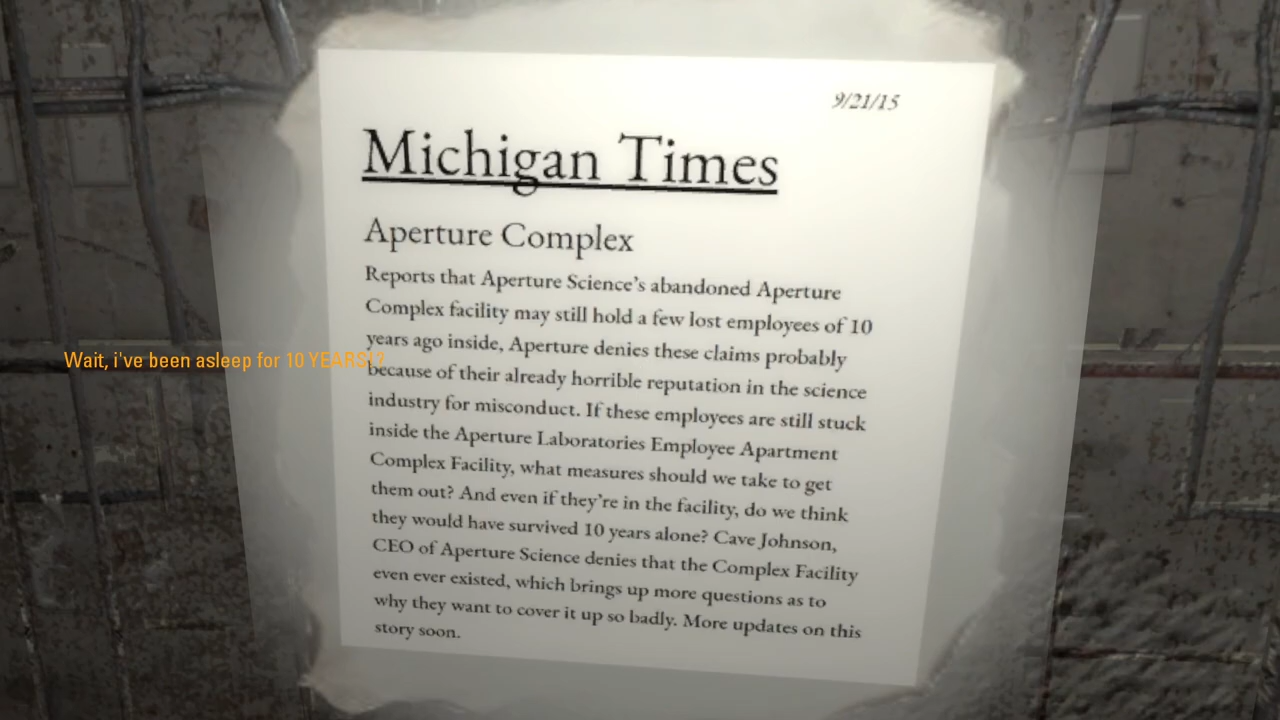 9/21/15
Michigan Times
Aperture Complex
Reports that Aperture Science's abandoned Aperture
Complex facility may still hold a few lost employees of 10
years ago inside, Aperture denies these claims probably
Wait, i've been asleep for 10 YEARS!?
because of their already horrible reputation in the science
industry for misconduct. If these employees are still stuck
inside the Aperture Laboratories Employee Apartment
Complex Facility, what measures should we take to get
them out? And even if they're in the facility, do we think
they would have survived 10 years alone? Cave Johnson,
CEO of Aperture Science denies that the Complex Facility
even ever existed, which brings up more questions as to
why they want to cover it up so badly. More updates on this
story soon.